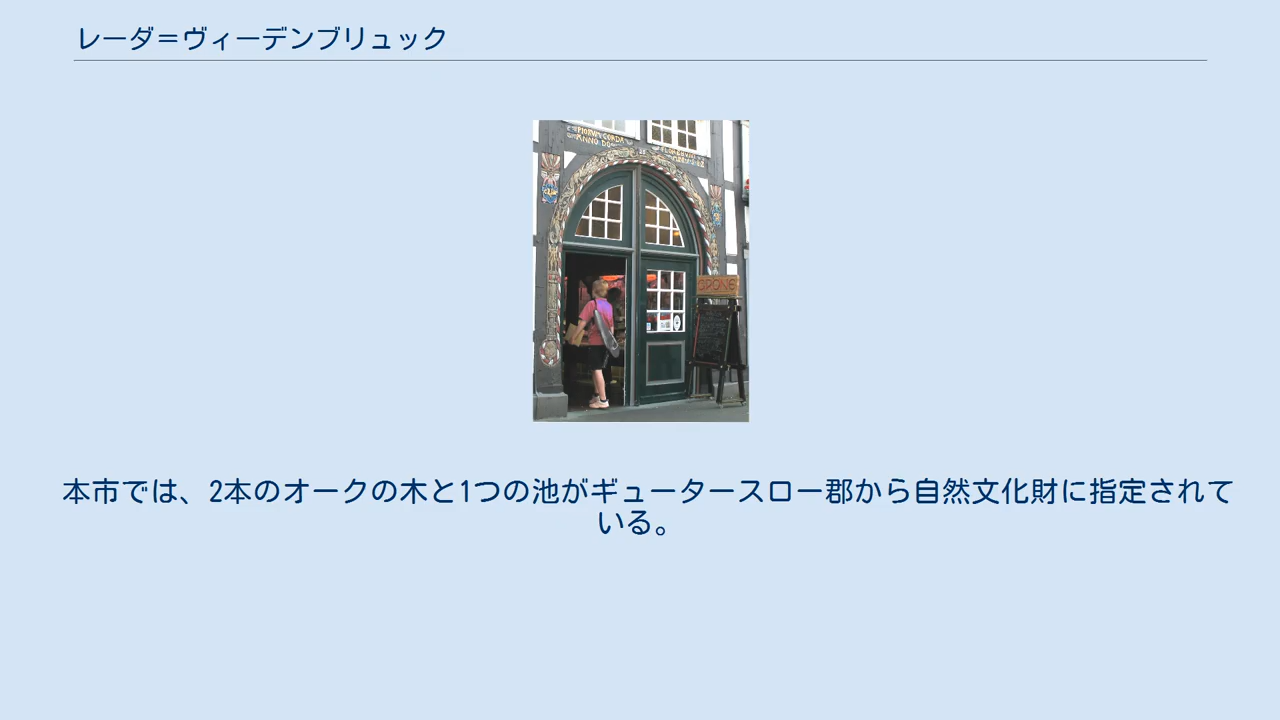 レーダ＝ヴィーデンブリュック
ANNO DO
本市では、2本のオークの木と1つの池がギュータースロー郡から自然文化財に指定されて
いる。